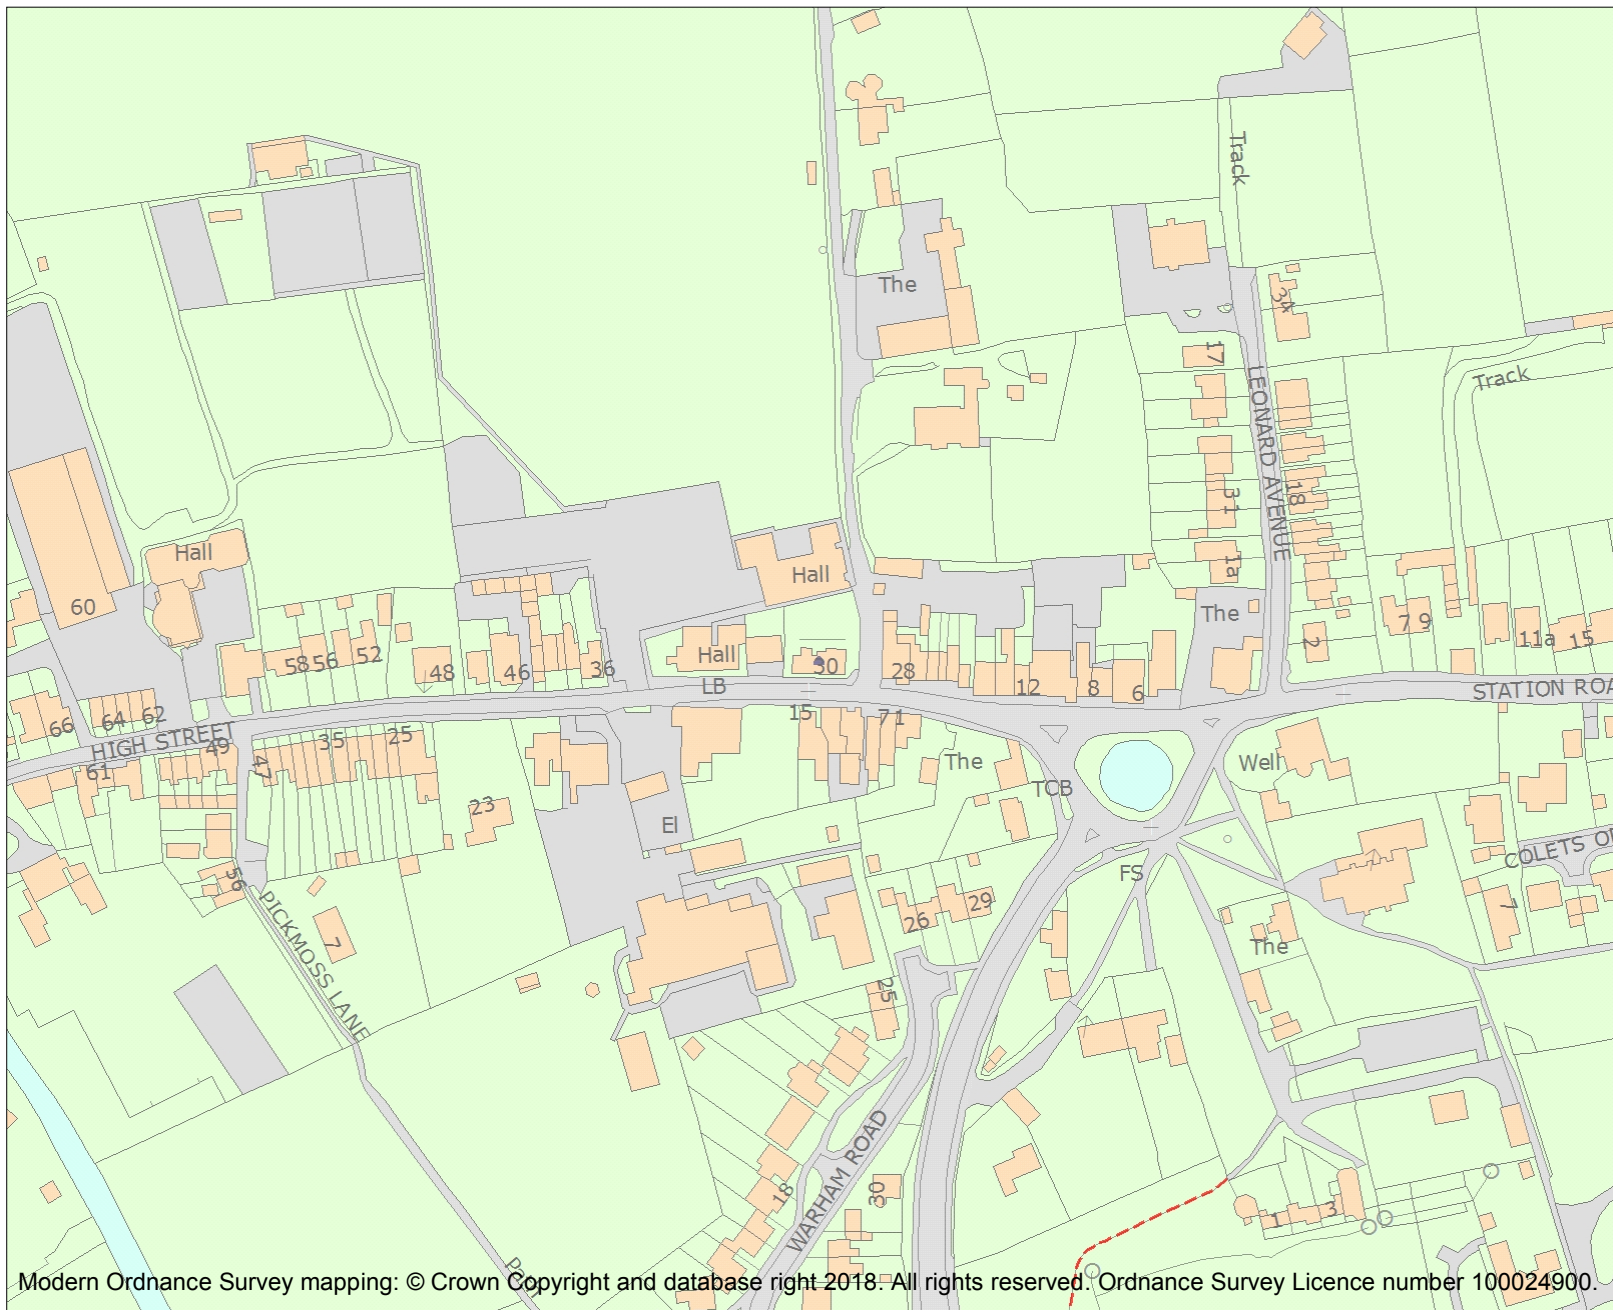 Track
The
34
17
Track
LEONARD AVENUE
31
18
1a
Hall
Hall
60
The
2
7 9
11a
15
58
56
52
48
46
36
Hall
30
28
12
8
6
LB
STATION ROA
66
64
62
HIGH STREET
49
47
35
25
15
7
1
61
The
Well
TCB
23
El
COLETS O
56
FS
PICKMOSS LANE
7
26
29
The
7
25
WARHAM ROAD
18
30
1
3
Path
Modern Ordnance Survey mapping: © Crown Copyright and database right 2018. All rights reserved. Ordnance Survey Licence number 100024900.